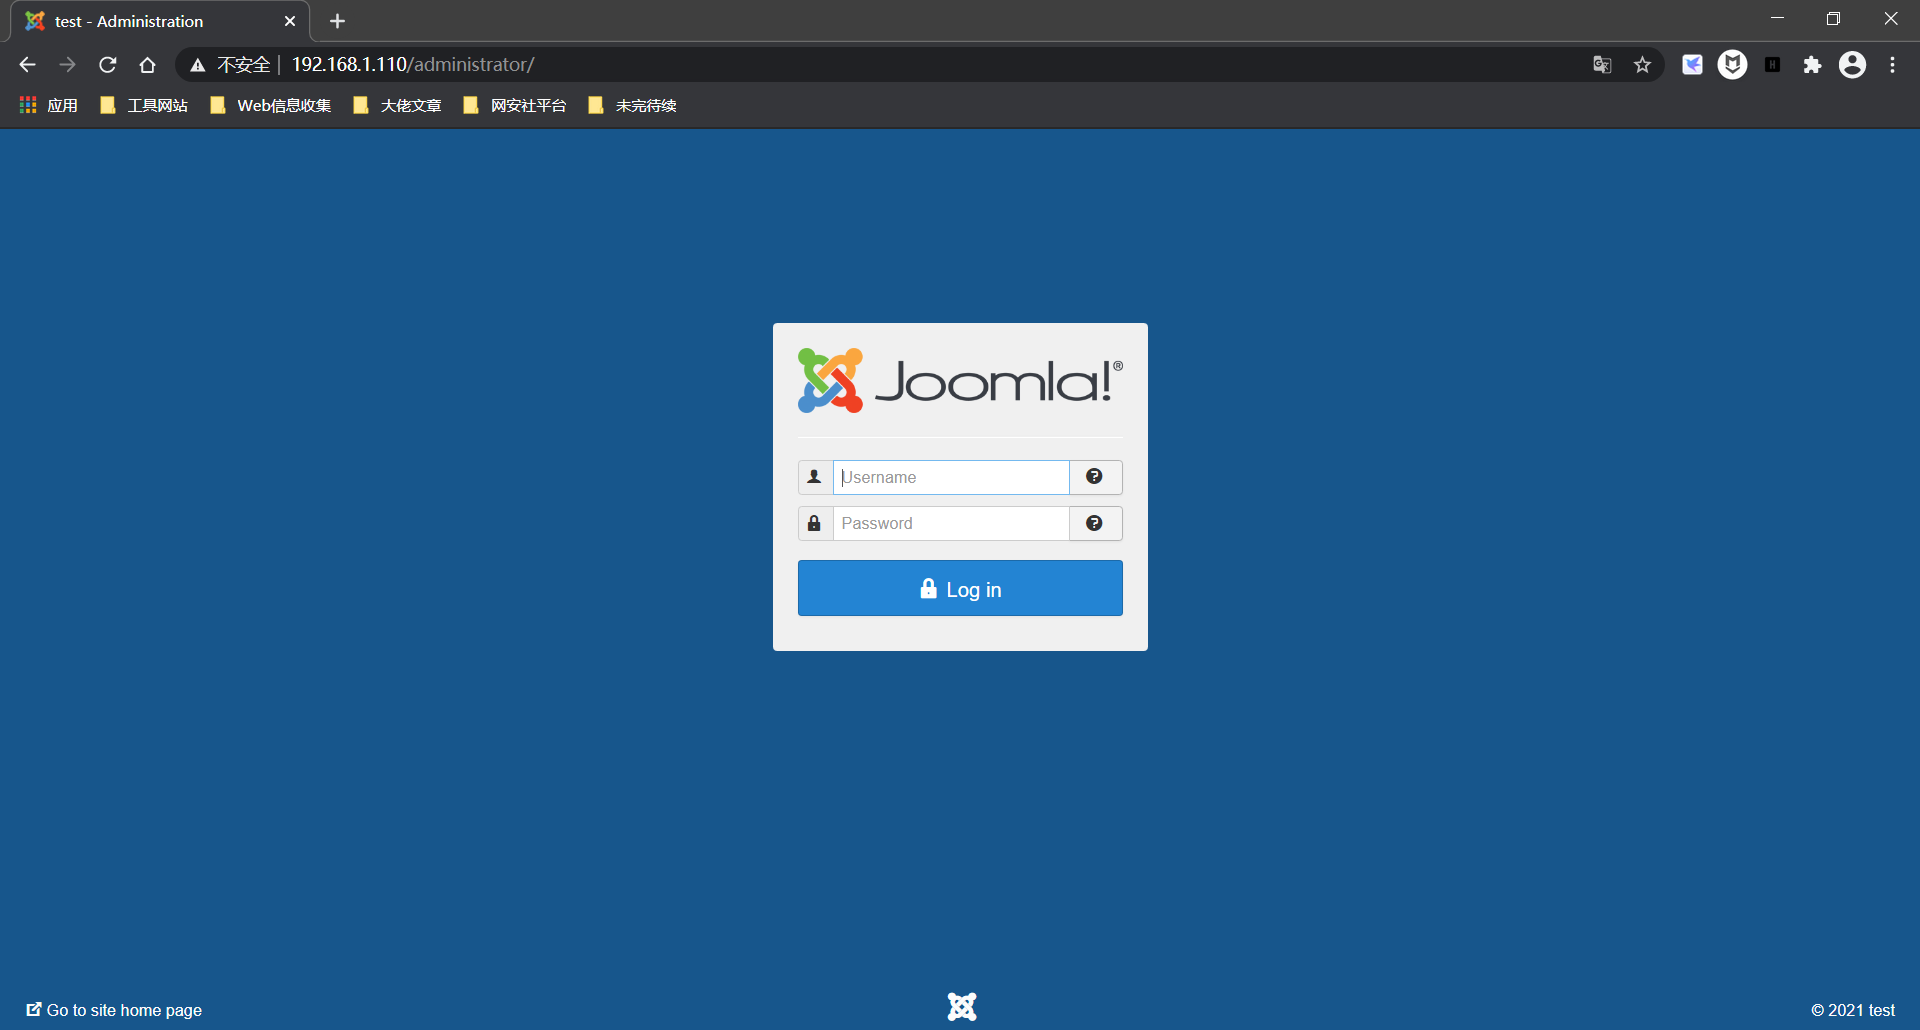 test - Administration
不安全 | 192.168.1.110/administrator/
应用 工具网站 Web信息收集 大佬文章 网安社平台 未完待续
Joomla!®
Username
Password
Log in
Go to site home page
© 2021 test